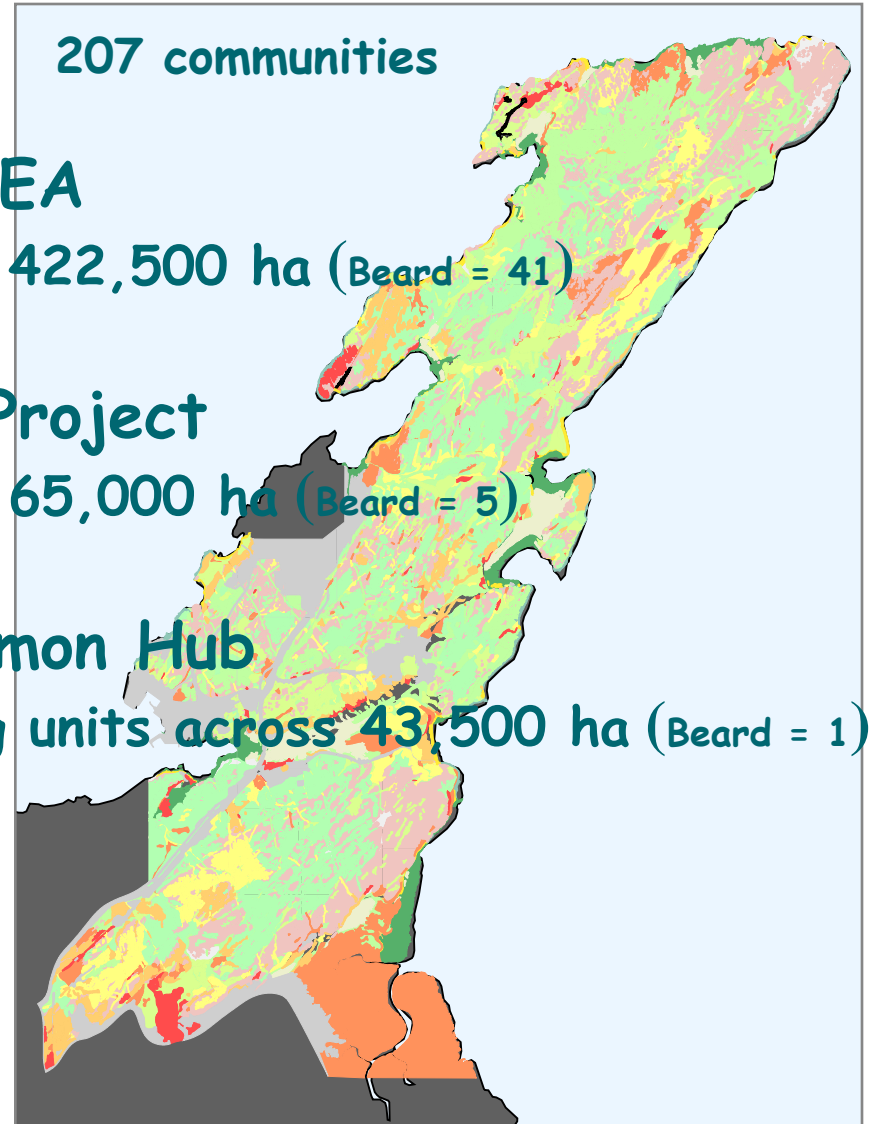 207 communities
EA
422,500 ha (Beard = 41)
Project
65,000 ha (Beard = 5)
mon Hub
units across 43,500 ha (Beard = 1)